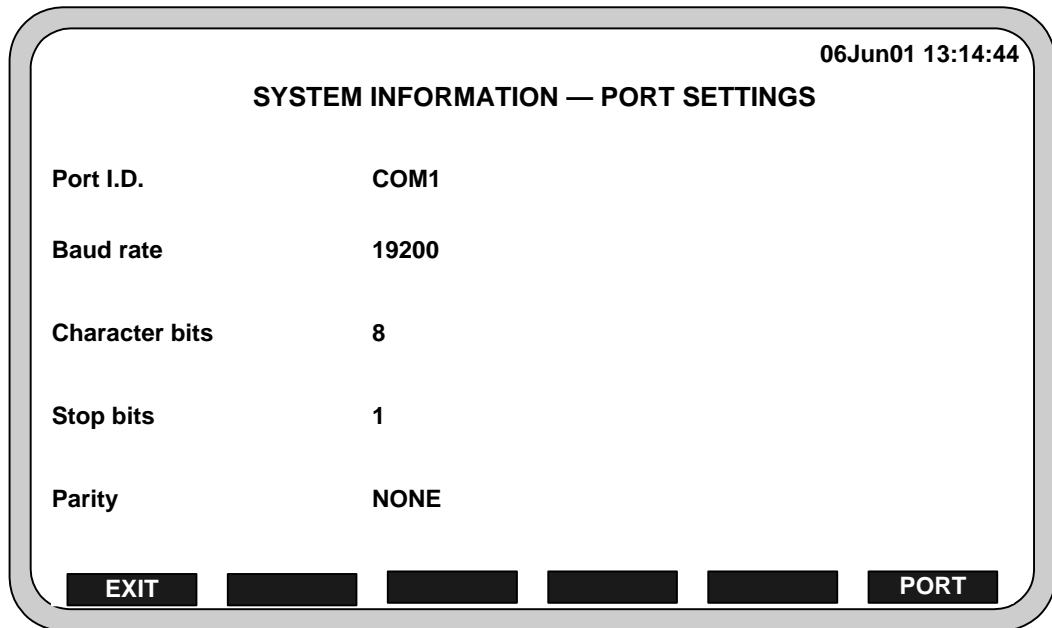 06Jun01 13:14:44
SYSTEM INFORMATION — PORT SETTINGS
Port I.D. COM1
Baud rate 19200
Character bits 8
Stop bits 1
Parity NONE
EXIT PORT